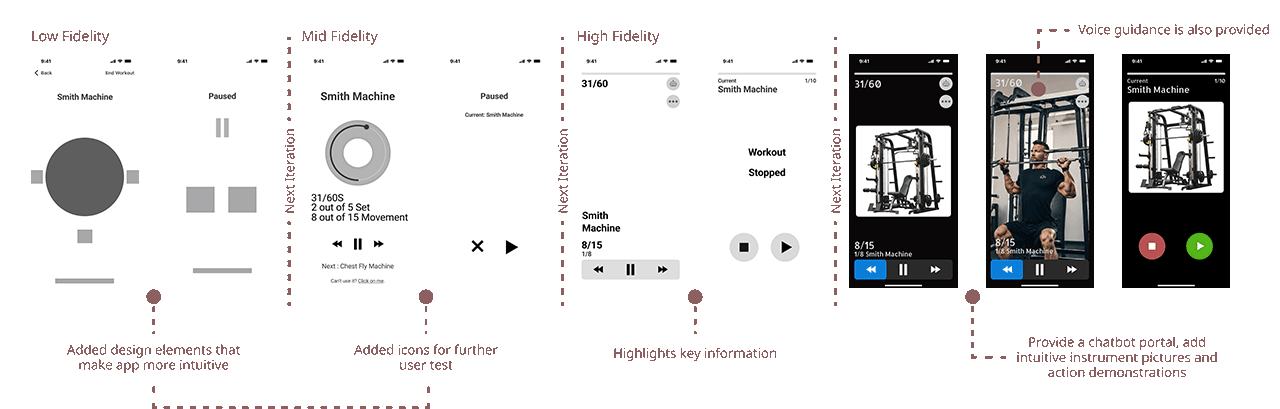 Low Fidelity
9:41
Back
End Workout
Smith Machine
9:41
Paused
Next Iteration
Mid Fidelity
9:41
Smith Machine
31/60S
2 out of 5 Set
8 out of 15 Movement
Next : Chest Fly Machine
Can't use it? Click on me.
9:41
Paused
Current: Smith Machine
Next Iteration
High Fidelity
9:41
31/60
Smith
Machine
8/15
1/8
9:41
Current
1/10
Smith Machine
Workout
Stopped
Next Iteration
9:41
31/60
8/15
1/8 Smith Machine
Voice guidance is also provided
9:41
31/60
8/15
1/8 Smith Machine
9:41
Current
1/10
Smith Machine
Added design elements that
make app more intuitive
Added icons for further
user test
Highlights key information
Provide a chatbot portal, add
intuitive instrument pictures and
action demonstrations